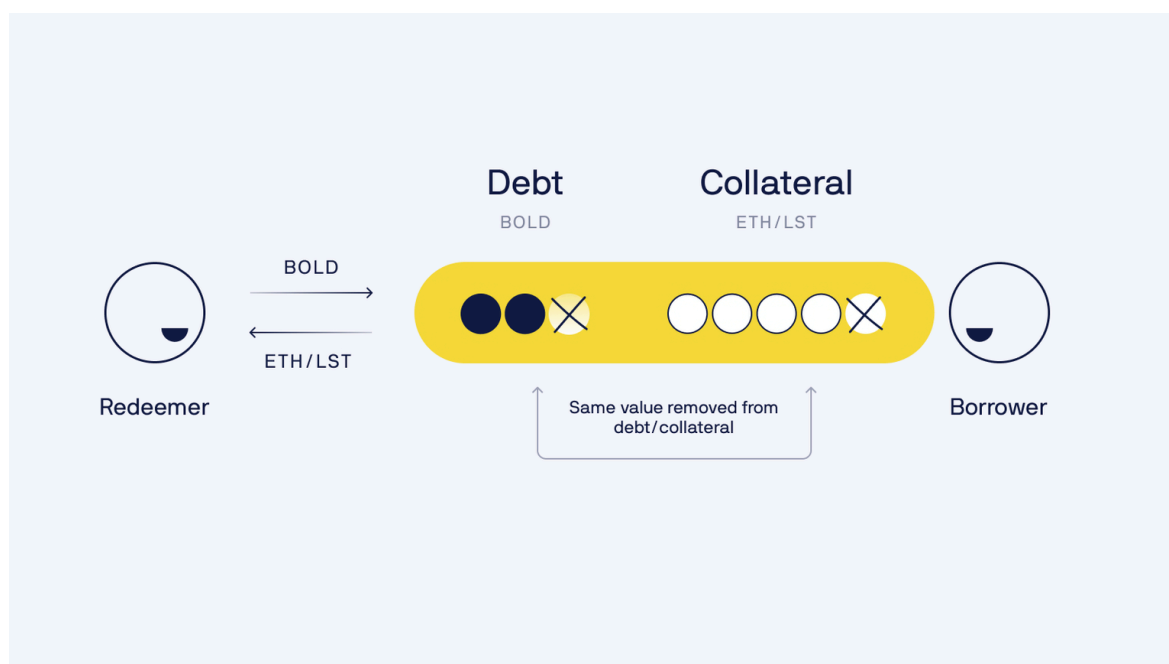 Debt
BOLD
Collateral
ETH/LST
BOLD
ETH/LST
Redeemer
Same value removed from
debt/collateral
Borrower